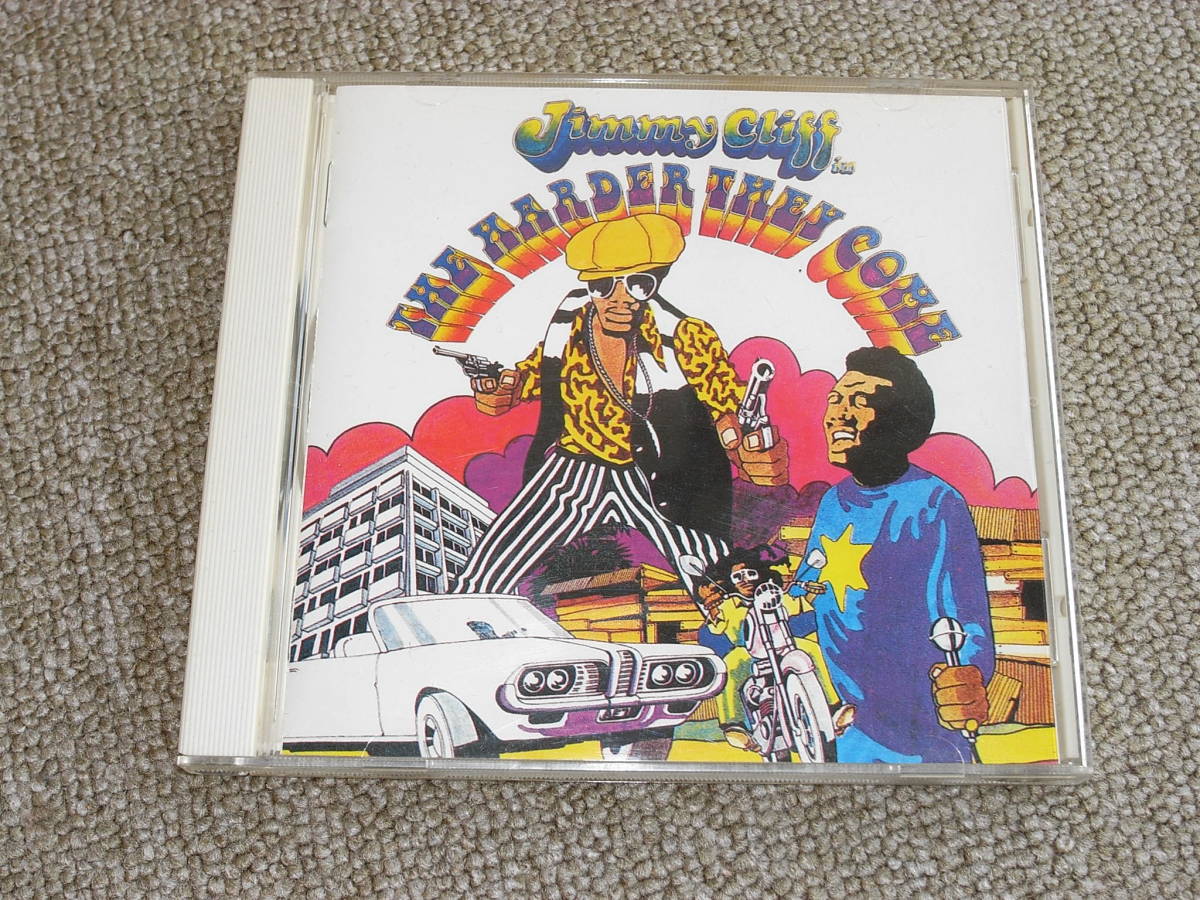 Jimmy Cliff
in
THE HARDER THEY COME